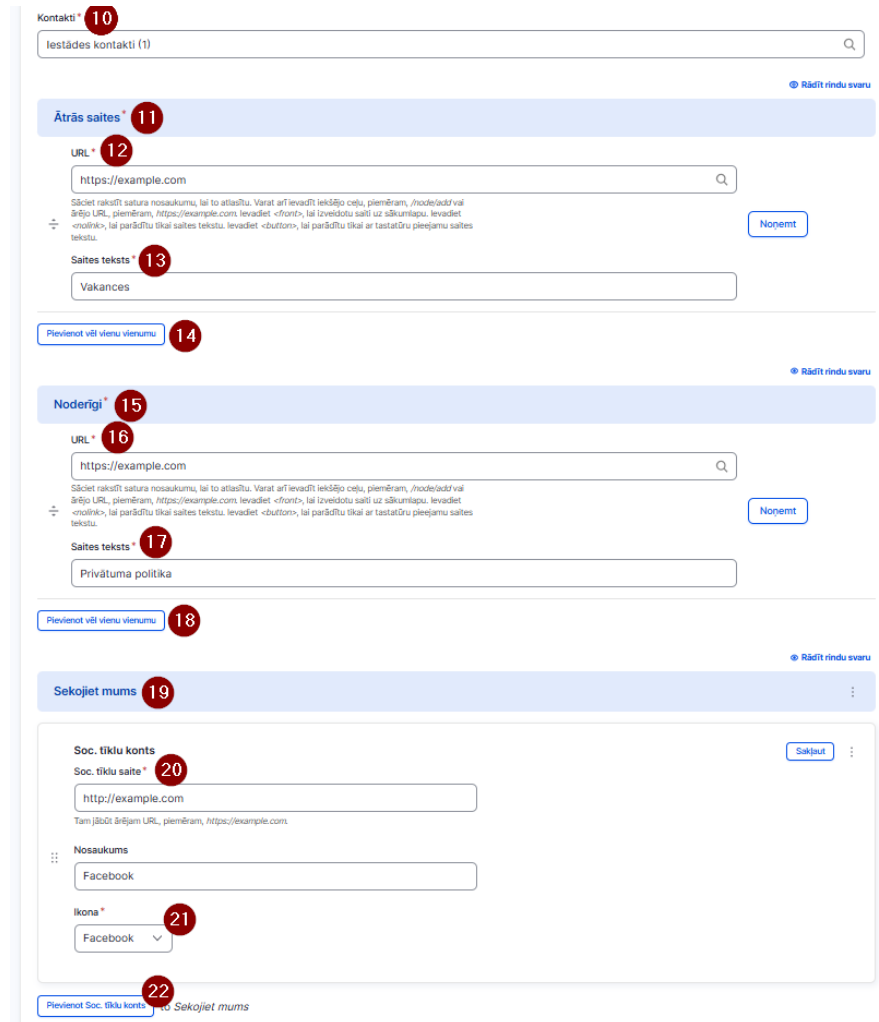 Kontakti * 10
Iestādes kontakti (1)
Rādīt rindu svaru
Ātrās saites * 11
URL * 12
https://example.com
Sāciet rakstīt satura nosaukumu, lai to atlasītu. Varat arī ievadīt iekšējo ceļu, piemēram, /node/add vai
ārējo URL, piemēram, https://example.com. Ievadiet <front>, lai izveidotu saiti uz sākumlapu. Ievadiet
<nolink>, lai parādītu tikai saites tekstu. Ievadiet <button>, lai parādītu tikai ar tastatūru pieejamu saites
tekstu.
Noņemt
Saites teksts * 13
Vakances
Pievienot vēl vienu vienumu 14
Rādīt rindu svaru
Noderīgi * 15
URL * 16
https://example.com
Sāciet rakstīt satura nosaukumu, lai to atlasītu. Varat arī ievadīt iekšējo ceļu, piemēram, /node/add vai
ārējo URL, piemēram, https://example.com. Ievadiet <front>, lai izveidotu saiti uz sākumlapu. Ievadiet
<nolink>, lai parādītu tikai saites tekstu. Ievadiet <button>, lai parādītu tikai ar tastatūru pieejamu saites
tekstu.
Noņemt
Saites teksts * 17
Privātuma politika
Pievienot vēl vienu vienumu 18
Rādīt rindu svaru
Sekojiet mums 19
Soc. tīklu konts
Sakļaut
Soc. tīklu saite * 20
http://example.com
Tam jābūt ārējam URL, piemēram, https://example.com.
Nosaukums
Facebook
Ikona * 21
Facebook
22
Pievienot Soc. tīklu konts to Sekojiet mums